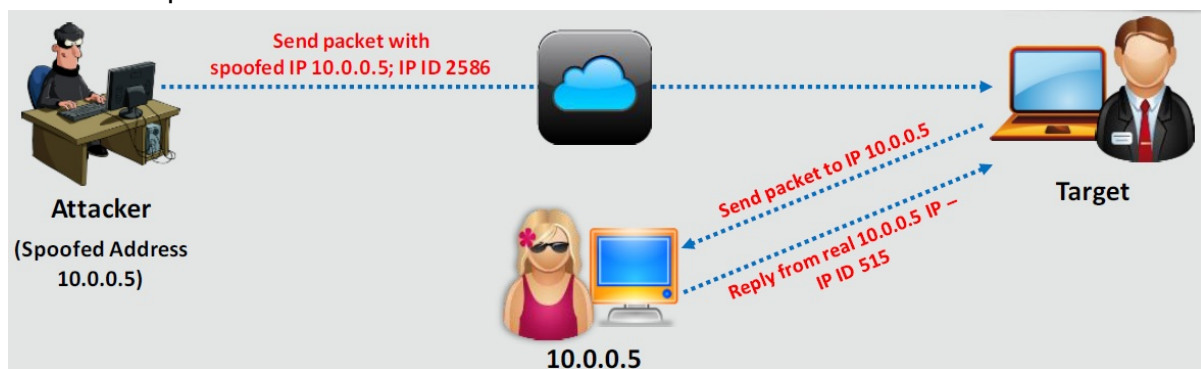 Send packet with
spoofed IP 10.0.0.5; IP ID 2586
Attacker
(Spoofed Address
10.0.0.5)
Send packet to IP 10.0.0.5
Reply from real 10.0.0.5 IP –
IP ID 515
Target
10.0.0.5